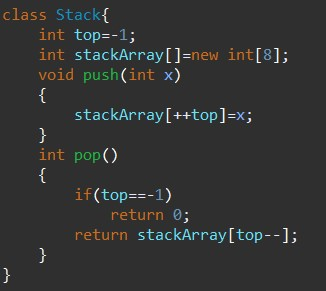 class Stack{
    int top=-1;
    int stackArray[]=new int[8];
    void push(int x)
    {
        stackArray[++top]=x;
    }
    int pop()
    {
        if(top==-1)
            return 0;
        return stackArray[top--];
    }
}